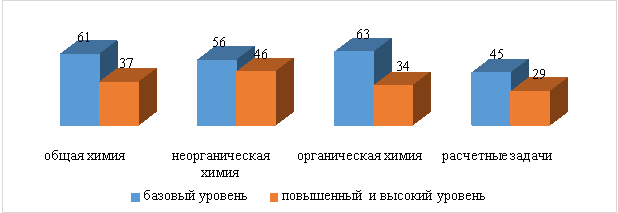 61 37 56 46 63 34 45 29
общая химия неорганическая химия органическая химия расчетные задачи
базовый уровень повышенный и высокий уровень